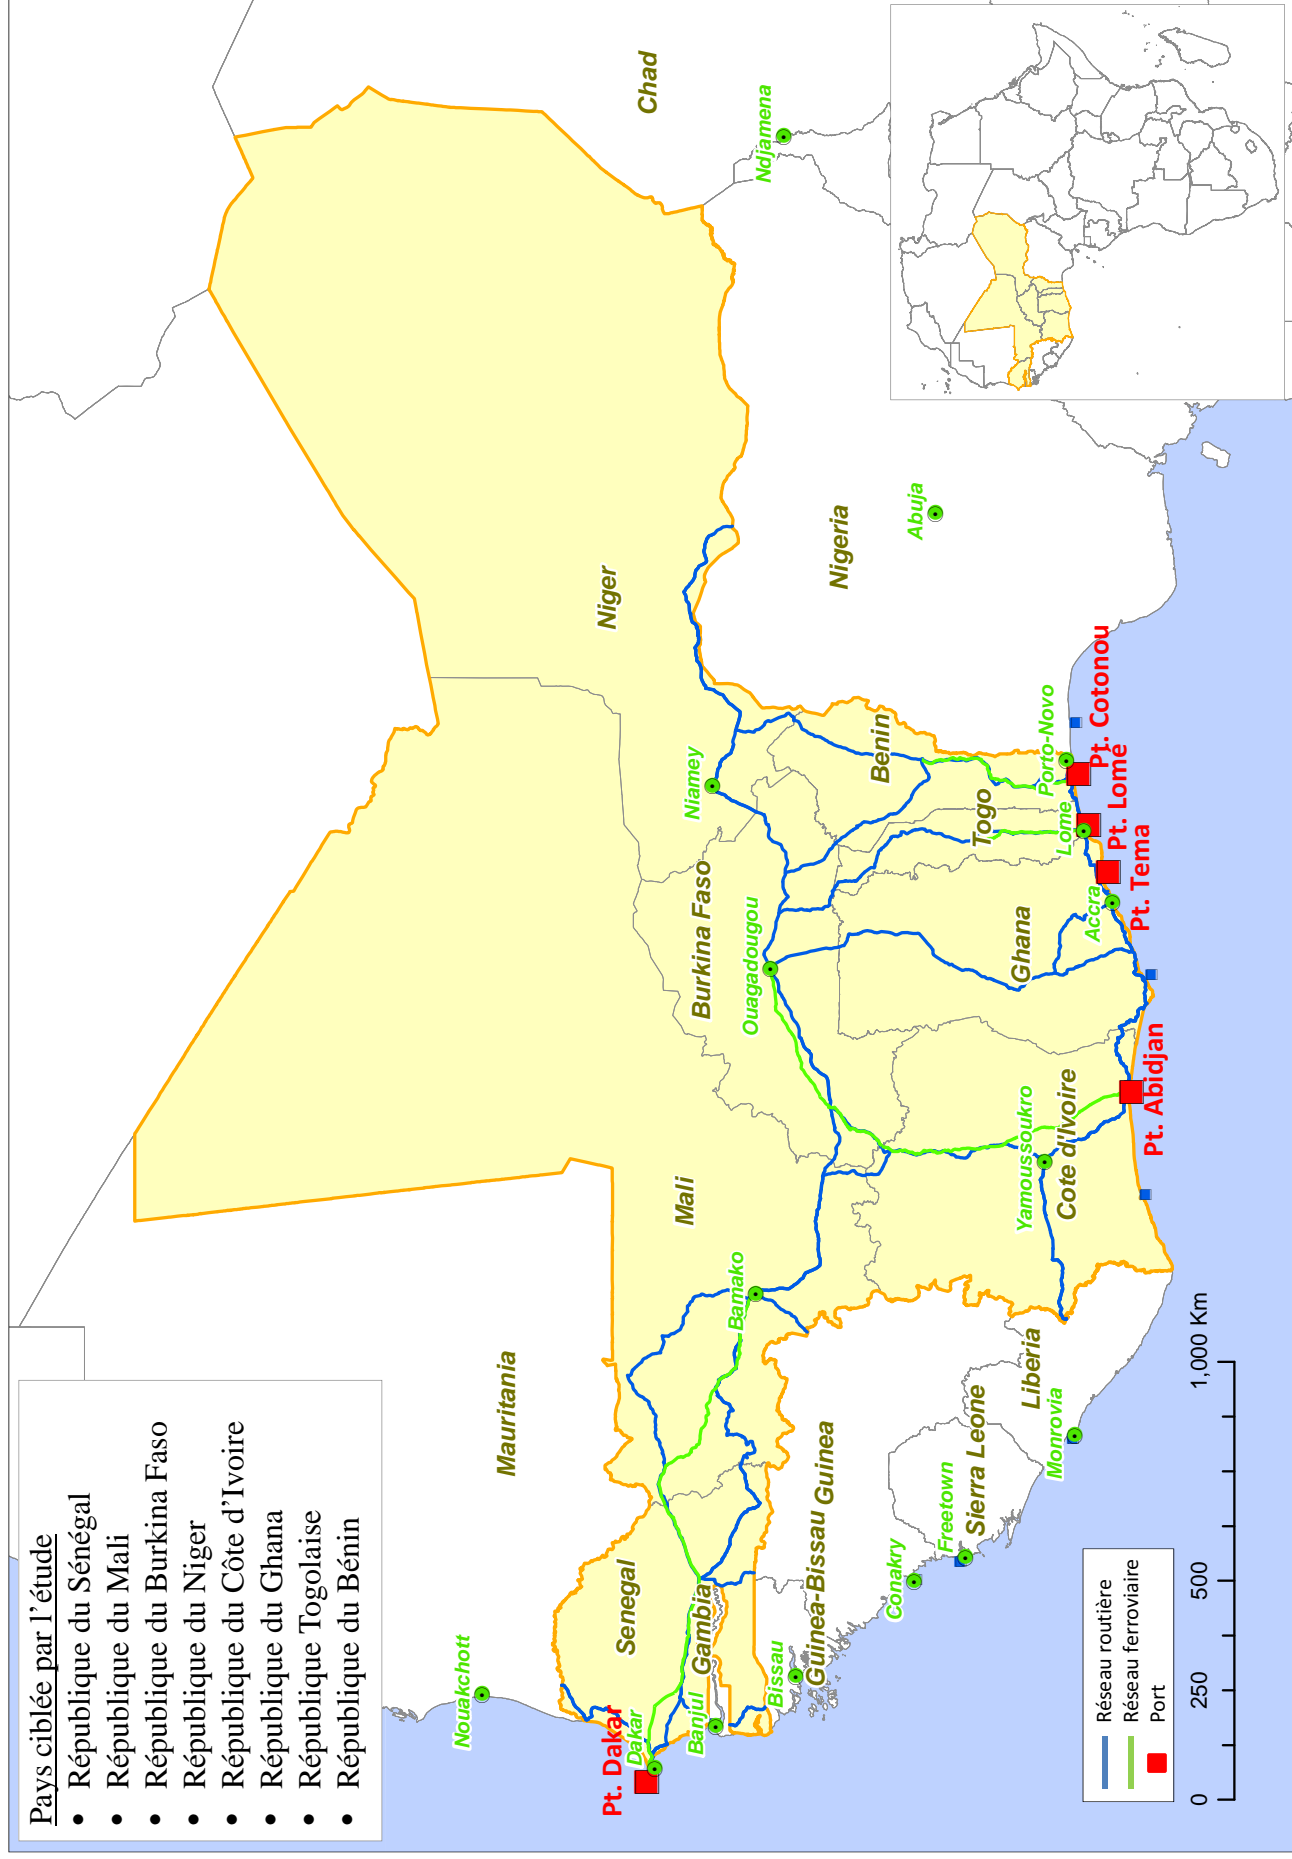 Pays ciblée par l'étude
• République du Sénégal
• République du Mali
• République du Burkina Faso
• République du Niger
• République du Côte d'Ivoire
• République du Ghana
• République Togolaise
• République du Bénin
Chad
Ndjamena
Niger
Nigeria
Abuja
Niamey
Benin
Porto-Novo
Pt. Cotonou
Togo
Lome
Pt. Lomé
Pt. Tema
Accra
Burkina Faso
Ouagadougou
Ghana
Mali
Bamako
Yamoussoukro
Cote d'Ivoire
Pt. Abidjan
Mauritania
Nouakchott
Senegal
Pt. Dakar
Dakar
Gambia
Banjul
Bissau
Guinea-Bissau
Guinea
Conakry
Freetown
Sierra Leone
Liberia
Monrovia
Réseau routière
Réseau ferroviaire
Port
0 250 500 1,000 Km